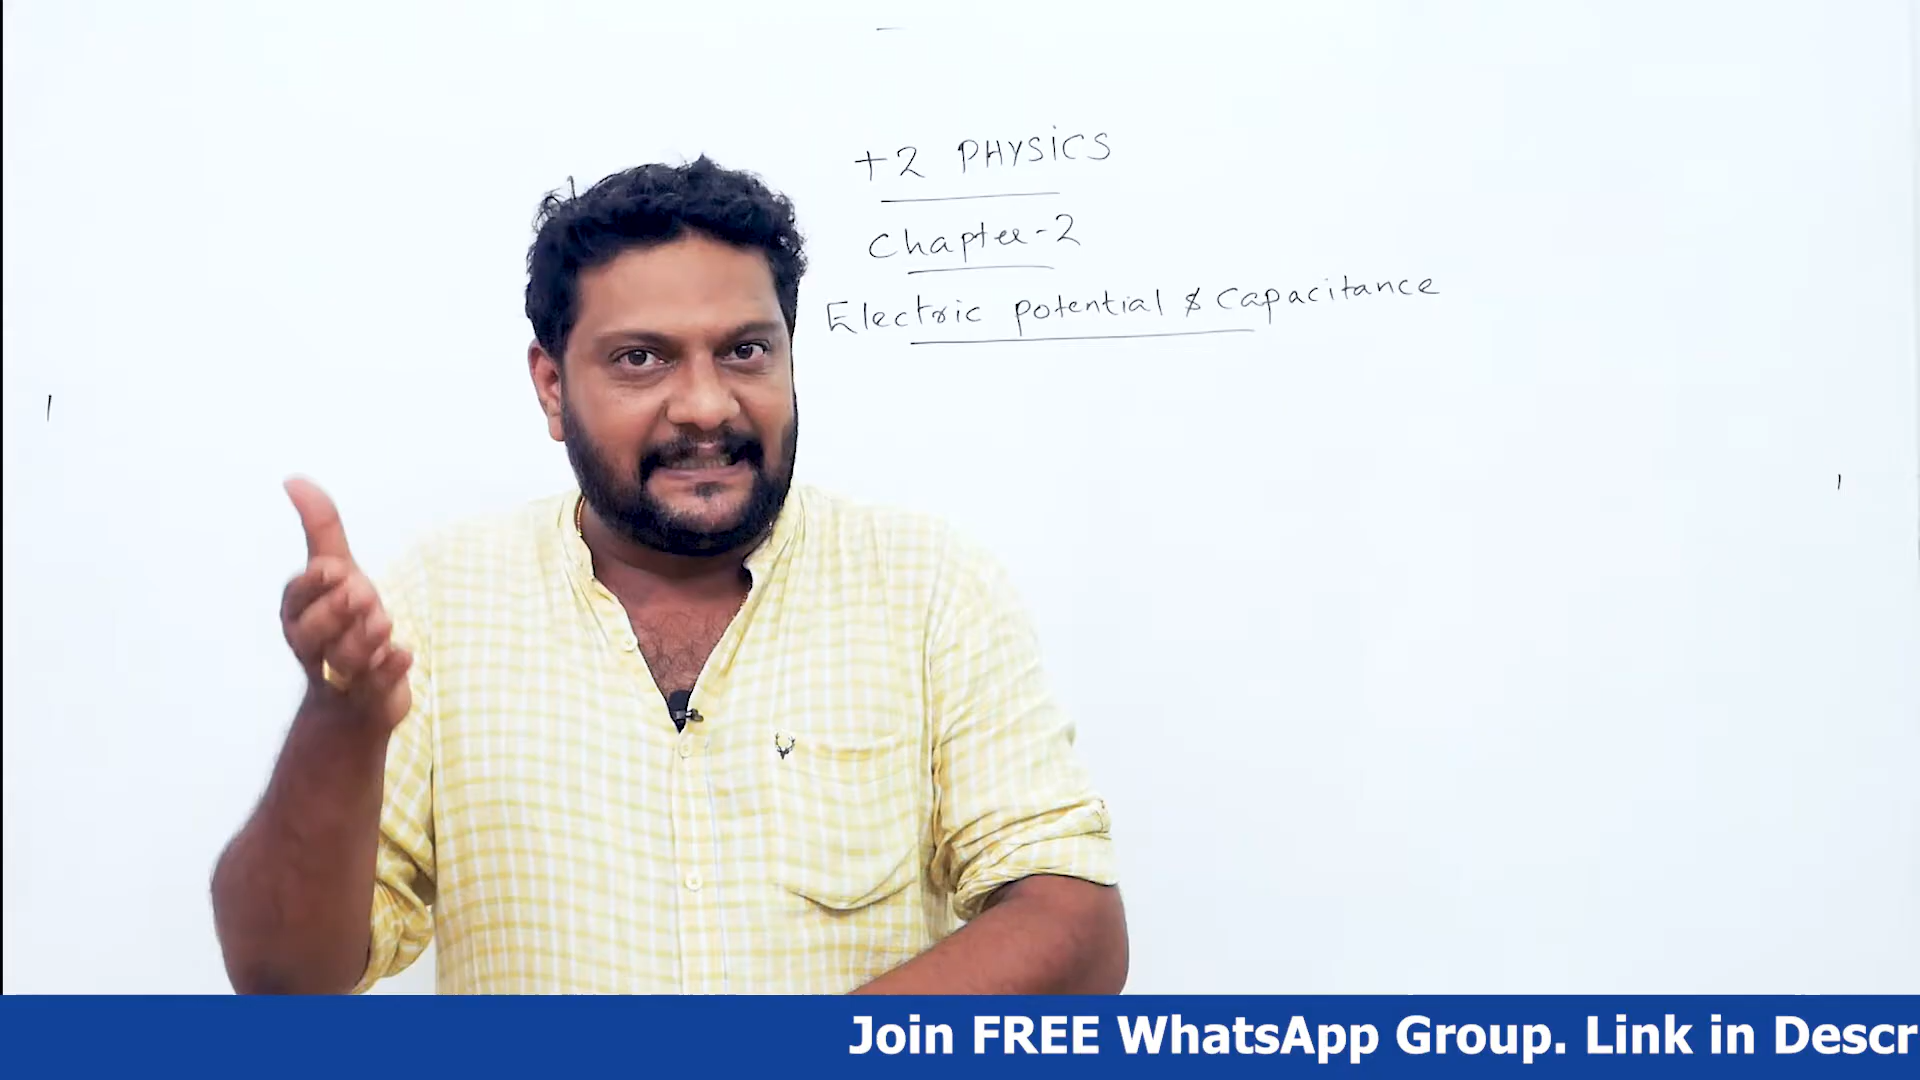 +2 PHYSICS
Chapter-2
Electric potential & Capacitance
Join FREE WhatsApp Group. Link in Descr